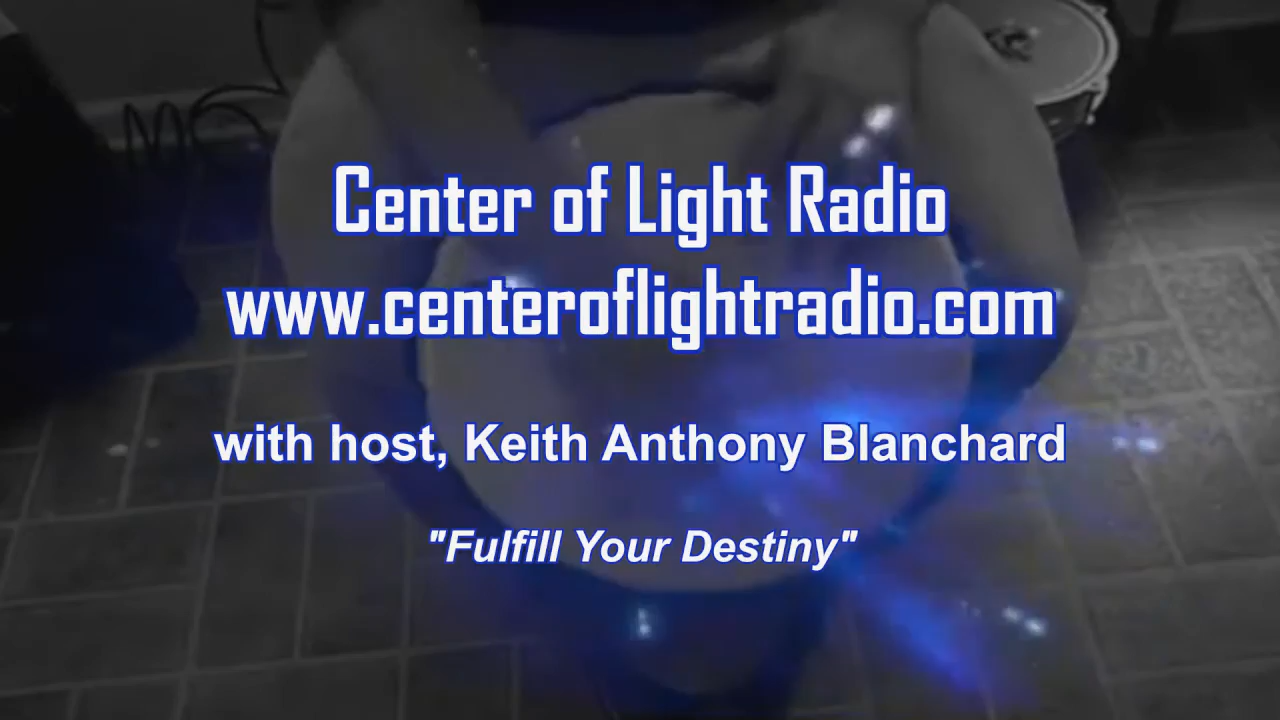 Center of Light Radio
www.centeroflightradio.com
with host, Keith Anthony Blanchard
"Fulfill Your Destiny"